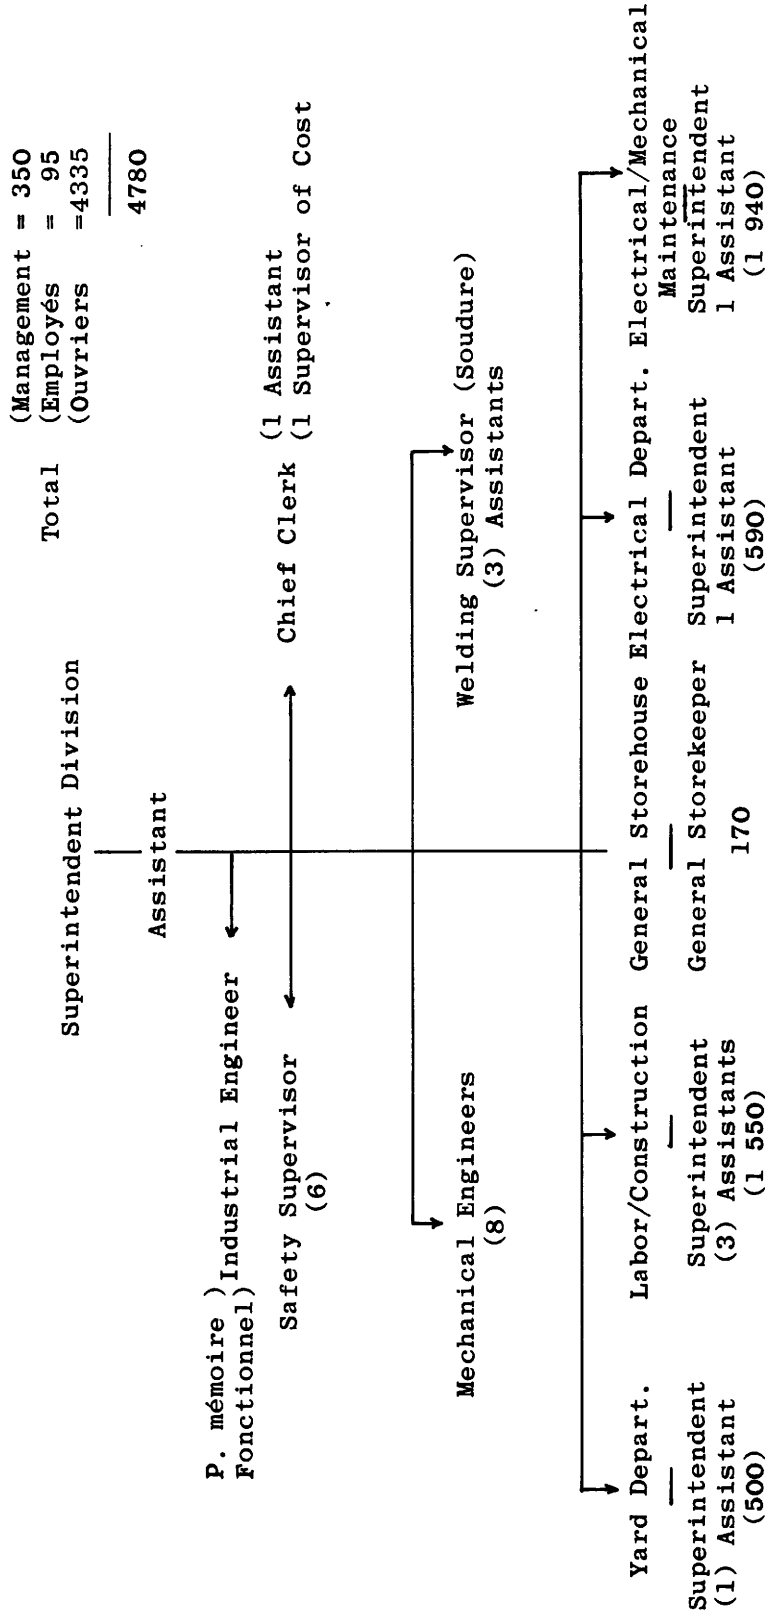 (Management = 350
Total (Employés = 95
(Ouvriers =4335
4780
Superintendent Division
Assistant
P. mémoire )
Fonctionnel) Industrial Engineer
Safety Supervisor
(6)
Chief Clerk (1 Assistant
(1 Supervisor of Cost
Mechanical Engineers
(8)
Welding Supervisor (Soudure)
(3) Assistants
Yard Depart.
Superintendent
(1) Assistant
(500)
Labor/Construction
Superintendent
(3) Assistants
(1 550)
General Storehouse
General Storekeeper
170
Electrical Depart.
Superintendent
1 Assistant
(590)
Electrical/Mechanical
Maintenance
Superintendent
1 Assistant
(1 940)